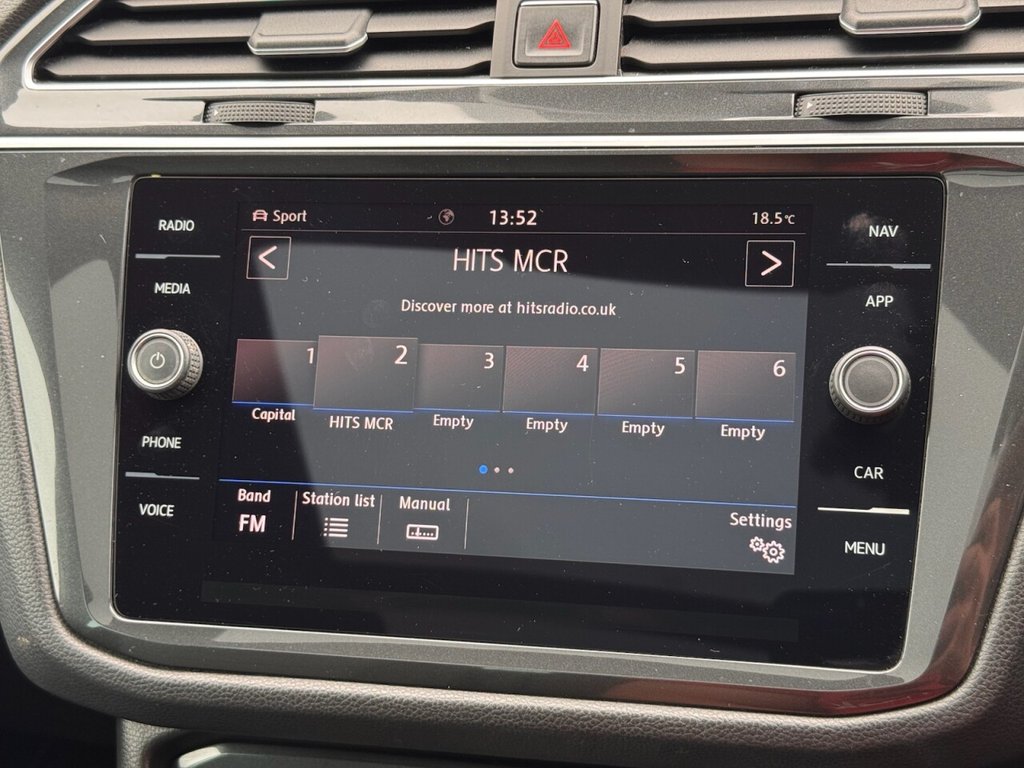 RADIO
MEDIA
PHONE
VOICE
Sport
13:52
18.5°C
<
HITS MCR
>
Discover more at hitsradio.co.uk
1
2
3
4
5
6
Capital
HITS MCR
Empty
Empty
Empty
Empty
Band
FM
Station list
Manual
Settings
NAV
APP
CAR
MENU